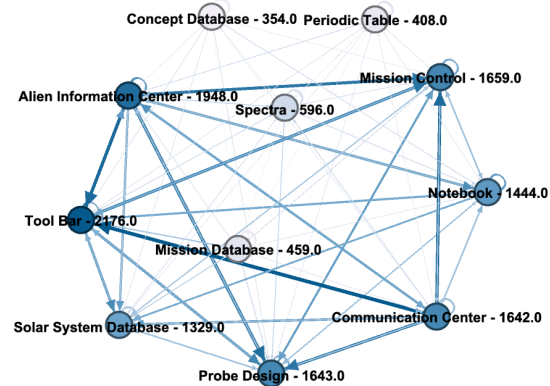 Concept Database - 354.0
Periodic Table - 408.0
Mission Control - 1659.0
Alien Information Center - 1948.0
Spectra - 596.0
Notebook - 1444.0
Tool Bar - 2176.0
Mission Database - 459.0
Communication Center - 1642.0
Solar System Database - 1329.0
Probe Design - 1643.0